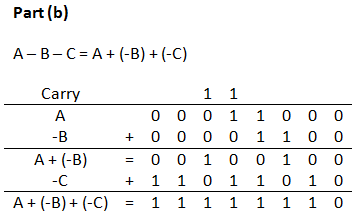 Part (b)
A – B – C = A + (-B) + (-C)
Carry 1 1
A 0 0 0 1 1 0 0 0
-B + 0 0 0 0 1 1 0 0
A + (-B) = 0 0 1 0 0 1 0 0
-C + 1 1 0 1 1 0 1 0
A + (-B) + (-C) = 1 1 1 1 1 1 1 0